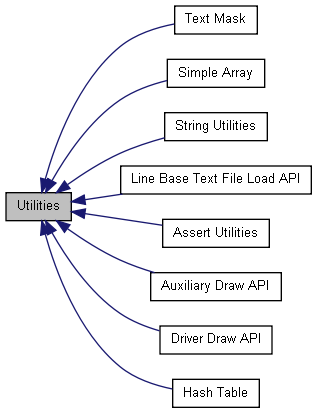 Text Mask
Simple Array
String Utilities
Line Base Text File Load API
Utilities
Assert Utilities
Auxiliary Draw API
Driver Draw API
Hash Table